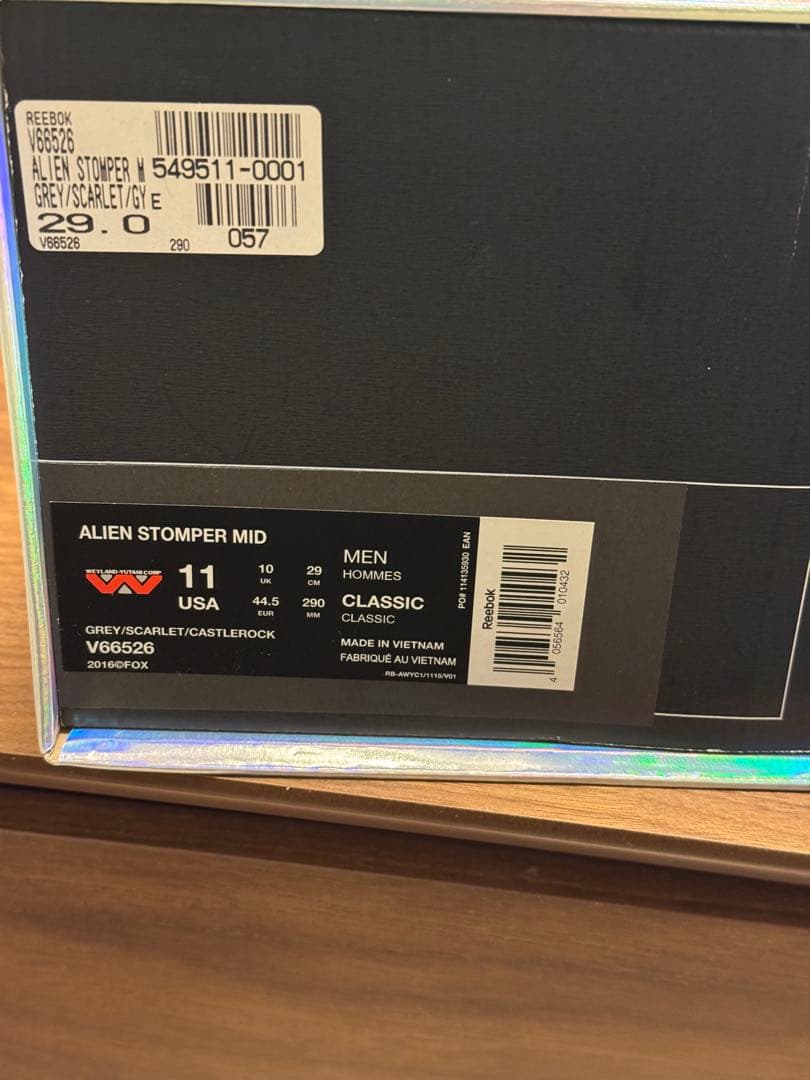 REEBOK
V66526
ALIEN STOMPER M 549511-0001
GREY/SCARLET/GY E
29.0
V66526 290 057
ALIEN STOMPER MID
WEYLAND-YUTANI CORP
11
USA
10
UK
44.5
EUR
29
CM
290
MM
MEN
HOMMES
CLASSIC
CLASSIC
GREY/SCARLET/CASTLEROCK
V66526
2016©FOX
MADE IN VIETNAM
FABRIQUÉ AU VIETNAM
RB-AWYC1/1115/V01
PO# 114135930 EAN
Reebok
4 056564 010432